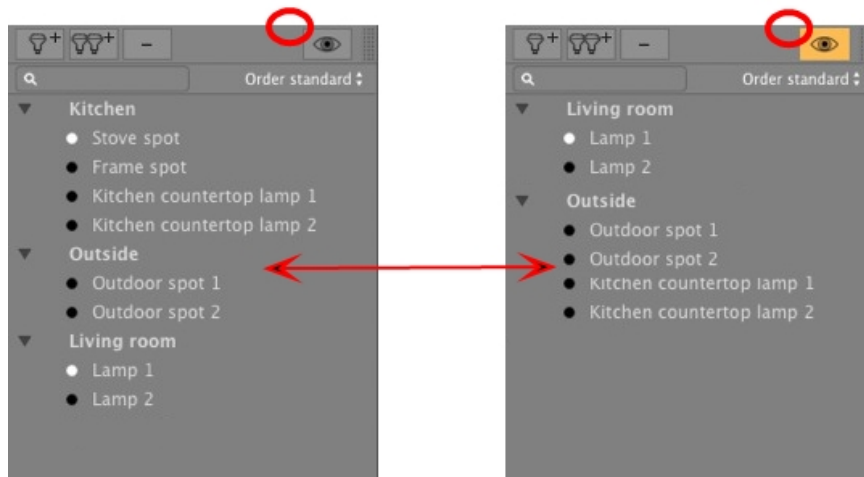 Order standard
Kitchen
Stove spot
Frame spot
Kitchen countertop lamp 1
Kitchen countertop lamp 2
Outside
Outdoor spot 1
Outdoor spot 2
Living room
Lamp 1
Lamp 2
Order standard
Living room
Lamp 1
Lamp 2
Outside
Outdoor spot 1
Outdoor spot 2
Kitchen countertop lamp 1
Kitchen countertop lamp 2